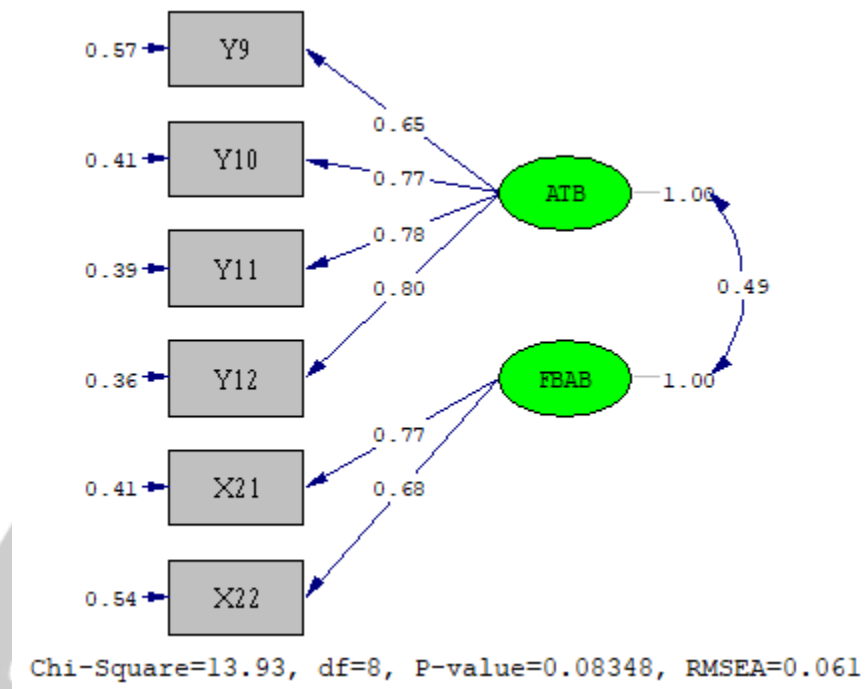 0.57 Y9
0.65
0.41 Y10
0.77
ATB 1.00
0.78
0.39 Y11
0.80
0.49
0.36 Y12
FBAB 1.00
0.77
0.41 X21
0.68
0.54 X22
Chi-Square=13.93, df=8, P-value=0.08348, RMSEA=0.061